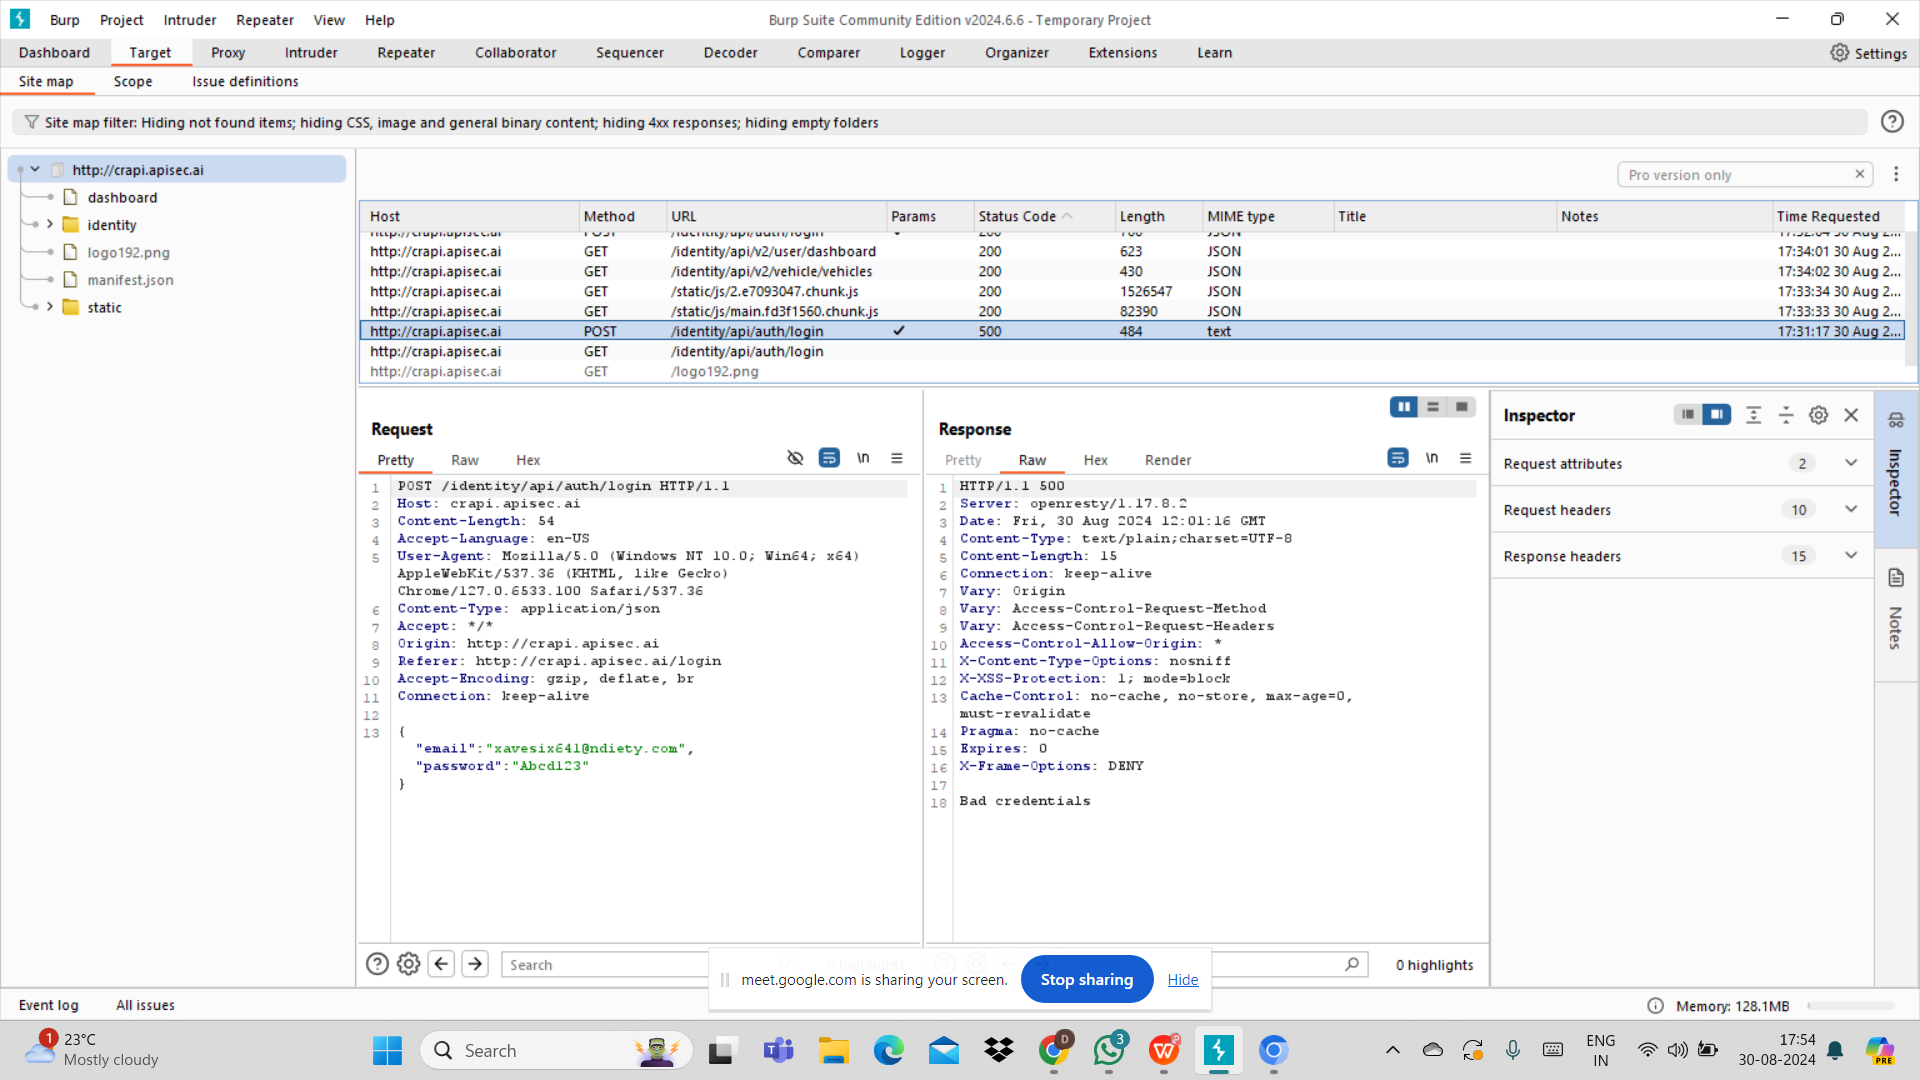 Burp Project Intruder Repeater View Help
Burp Suite Community Edition v2024.6.6 - Temporary Project
Dashboard Target Proxy Intruder Repeater Collaborator Sequencer Decoder Comparer Logger Organizer Extensions Learn
Settings
Site map Scope Issue definitions
Site map filter: Hiding not found items; hiding CSS, image and general binary content; hiding 4xx responses; hiding empty folders
http://crapi.apisec.ai
dashboard
identity
logo192.png
manifest.json
static
Pro version only
Host Method URL Params Status Code Length MIME type Title Notes Time Requested
http://crapi.apisec.ai POST /identity/api/auth/login 200 JSON
http://crapi.apisec.ai GET /identity/api/v2/user/dashboard 200 623 JSON 17:34:01 30 Aug 2...
http://crapi.apisec.ai GET /identity/api/v2/vehicle/vehicles 200 430 JSON 17:34:02 30 Aug 2...
http://crapi.apisec.ai GET /static/js/2.e7093047.chunk.js 200 1526547 JSON 17:33:34 30 Aug 2...
http://crapi.apisec.ai GET /static/js/main.fd3f1560.chunk.js 200 82390 JSON 17:33:33 30 Aug 2...
http://crapi.apisec.ai POST /identity/api/auth/login ✓ 500 484 text 17:31:17 30 Aug 2...
http://crapi.apisec.ai GET /identity/api/auth/login
http://crapi.apisec.ai GET /logo192.png
Request
Pretty Raw Hex
\n
1 POST /identity/api/auth/login HTTP/1.1
2 Host: crapi.apisec.ai
3 Content-Length: 54
4 Accept-Language: en-US
5 User-Agent: Mozilla/5.0 (Windows NT 10.0; Win64; x64)
AppleWebKit/537.36 (KHTML, like Gecko)
Chrome/127.0.6533.100 Safari/537.36
6 Content-Type: application/json
7 Accept: */*
8 Origin: http://crapi.apisec.ai
9 Referer: http://crapi.apisec.ai/login
10 Accept-Encoding: gzip, deflate, br
11 Connection: keep-alive
12
13 {
"email":"xavesix641@ndiety.com",
"password":"Abcd123"
}
Search
Response
Pretty Raw Hex Render
\n
1 HTTP/1.1 500
2 Server: openresty/1.17.8.2
3 Date: Fri, 30 Aug 2024 12:01:16 GMT
4 Content-Type: text/plain;charset=UTF-8
5 Content-Length: 15
6 Connection: keep-alive
7 Vary: Origin
8 Vary: Access-Control-Request-Method
9 Vary: Access-Control-Request-Headers
10 Access-Control-Allow-Origin: *
11 X-Content-Type-Options: nosniff
12 X-XSS-Protection: 1; mode=block
13 Cache-Control: no-cache, no-store, max-age=0,
must-revalidate
14 Pragma: no-cache
15 Expires: 0
16 X-Frame-Options: DENY
17
18 Bad credentials
0 highlights
Inspector
Request attributes 2
Request headers 10
Response headers 15
Inspector
Notes
meet.google.com is sharing your screen. Stop sharing Hide
Event log All issues
Memory: 128.1MB
1
23°C
Mostly cloudy
Search
D
3
ENG
IN
17:54
30-08-2024
PRE